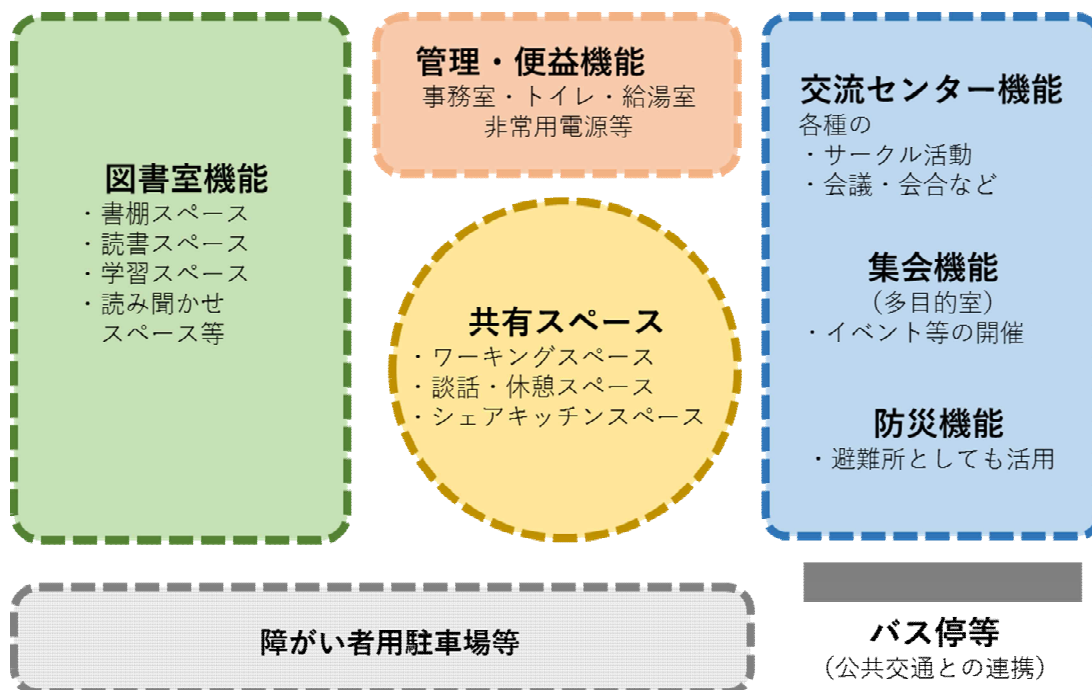 図書室機能
・書棚スペース
・読書スペース
・学習スペース
・読み聞かせ
スペース等
管理・便益機能
事務室・トイレ・給湯室
非常用電源等
共有スペース
・ワーキングスペース
・談話・休憩スペース
・シェアキッチンスペース
交流センター機能
各種の
・サークル活動
・会議・会合など
集会機能
（多目的室）
・イベント等の開催
防災機能
・避難所としても活用
障がい者用駐車場等
バス停等
（公共交通との連携）